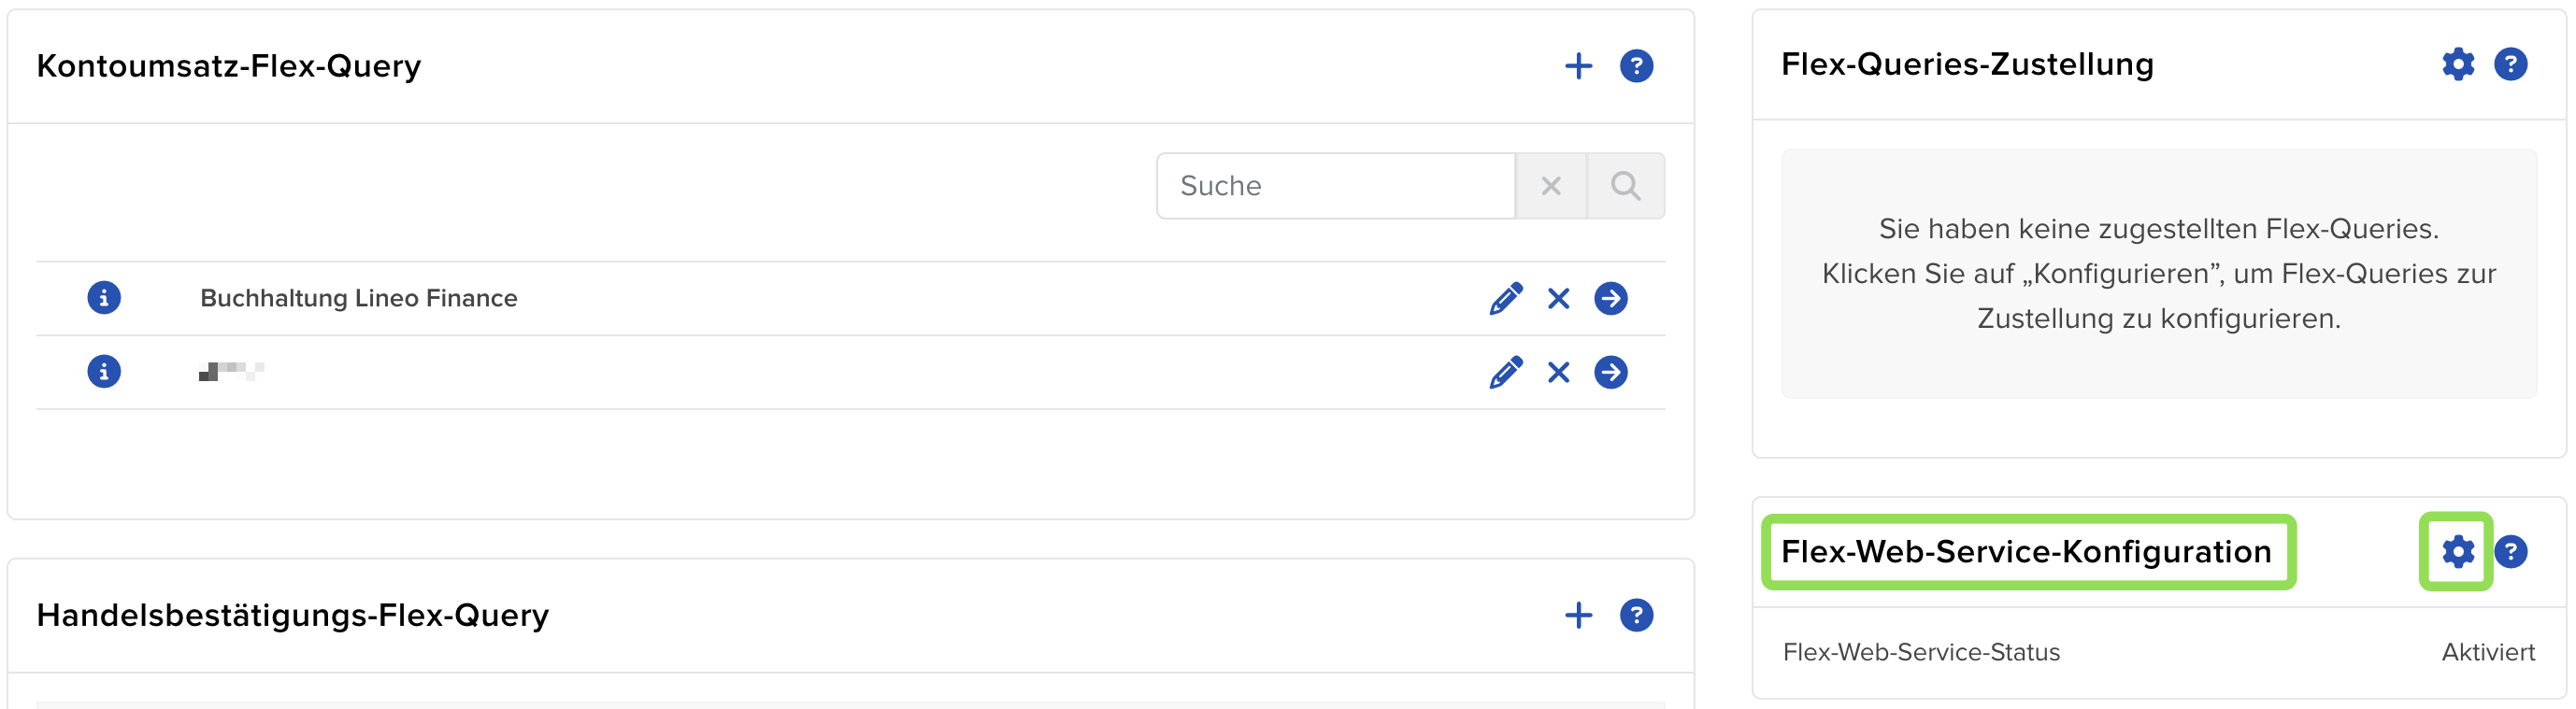 Kontoumsatz-Flex-Query
Suche
Buchhaltung Lineo Finance
Handelsbestätigungs-Flex-Query
Flex-Queries-Zustellung
Sie haben keine zugestellten Flex-Queries.
Klicken Sie auf „Konfigurieren”, um Flex-Queries zur
Zustellung zu konfigurieren.
Flex-Web-Service-Konfiguration
Flex-Web-Service-Status Aktiviert